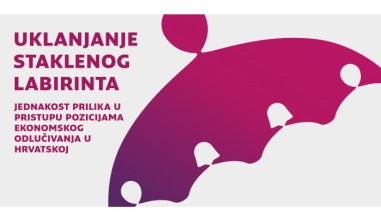 UKLANJANJE
STAKLENOG
LABIRINTA
JEDNAKOST PRILIKA U
PRISTUPU POZICIJAMA
EKONOMSKOG
ODLUČIVANJA U
HRVATSKOJ